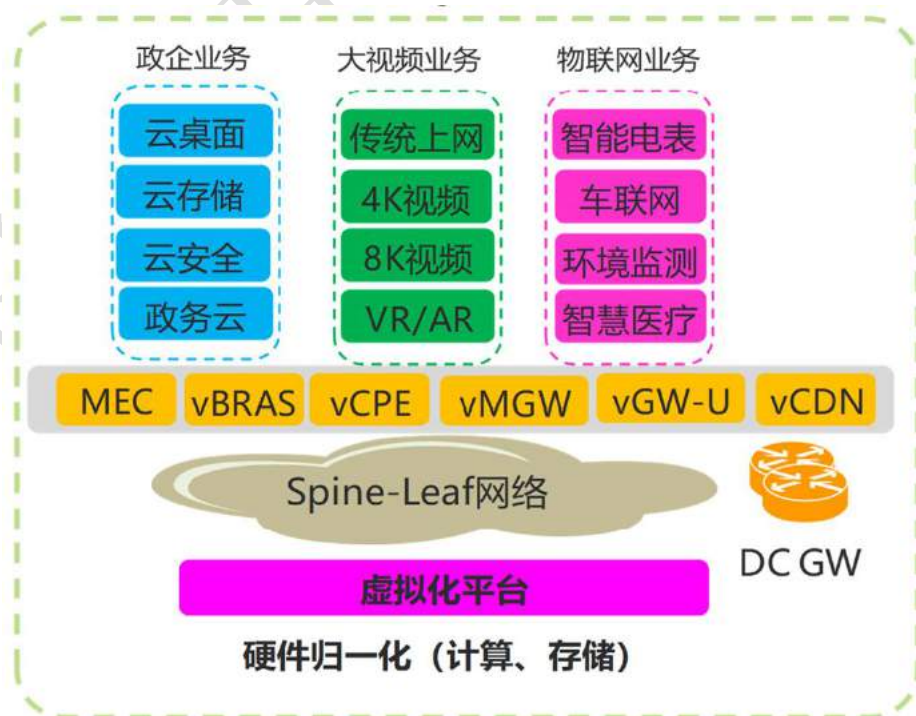 政企业务 大视频业务 物联网业务
云桌面 传统上网 智能电表
云存储 4K视频 车联网
云安全 8K视频 环境监测
政务云 VR/AR 智慧医疗
MEC vBRAS vCPE vMGW vGW-U vCDN
Spine-Leaf网络
DC GW
虚拟化平台
硬件归一化（计算、存储）